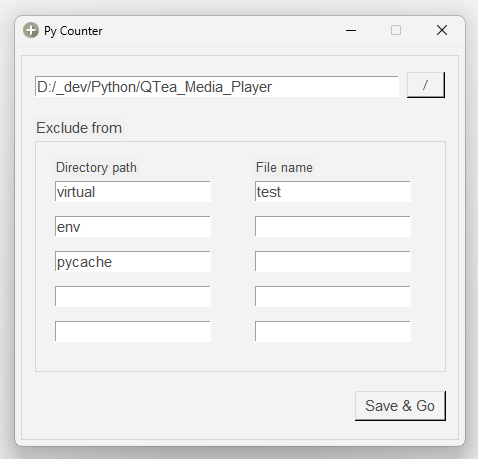 Py Counter
D:/_dev/Python/QTea_Media_Player /
Exclude from
Directory path File name
virtual test
env
pycache
Save & Go